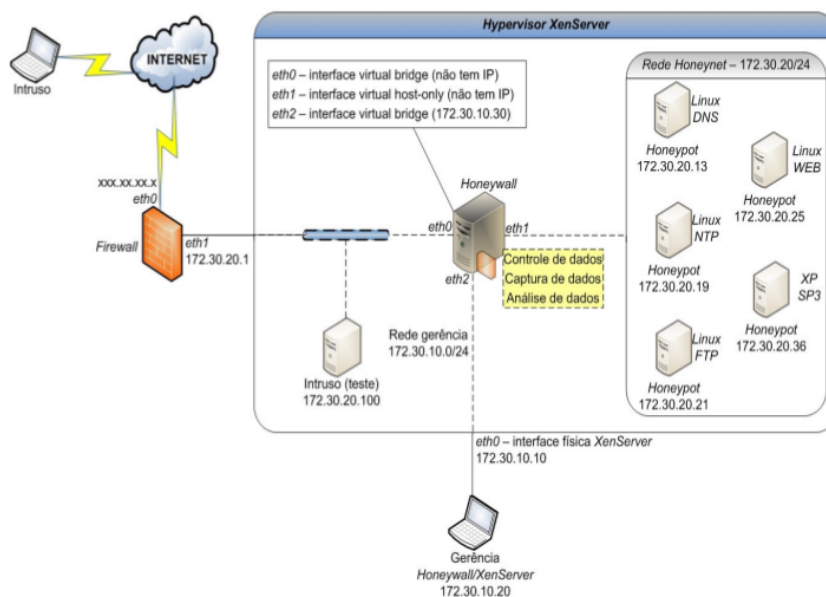 Hypervisor XenServer
INTERNET
Intruso
eth0 – interface virtual bridge (não tem IP)
eth1 – interface virtual host-only (não tem IP)
eth2 – interface virtual bridge (172.30.10.30)
Rede Honeynet – 172.30.20/24
Linux
DNS
Honeypot
172.30.20.13
Linux
WEB
Honeypot
172.30.20.25
Linux
NTP
Honeypot
172.30.20.19
XP
SP3
Honeypot
172.30.20.36
Linux
FTP
Honeypot
172.30.20.21
xxx.xx.xx.x
eth0
Firewall
eth1
172.30.20.1
Honeywall
eth0
eth1
eth2
Controle de dados
Captura de dados
Análise de dados
Rede gerência
172.30.10.0/24
Intruso (teste)
172.30.20.100
eth0 – interface física XenServer
172.30.10.10
Gerência
Honeywall/XenServer
172.30.10.20